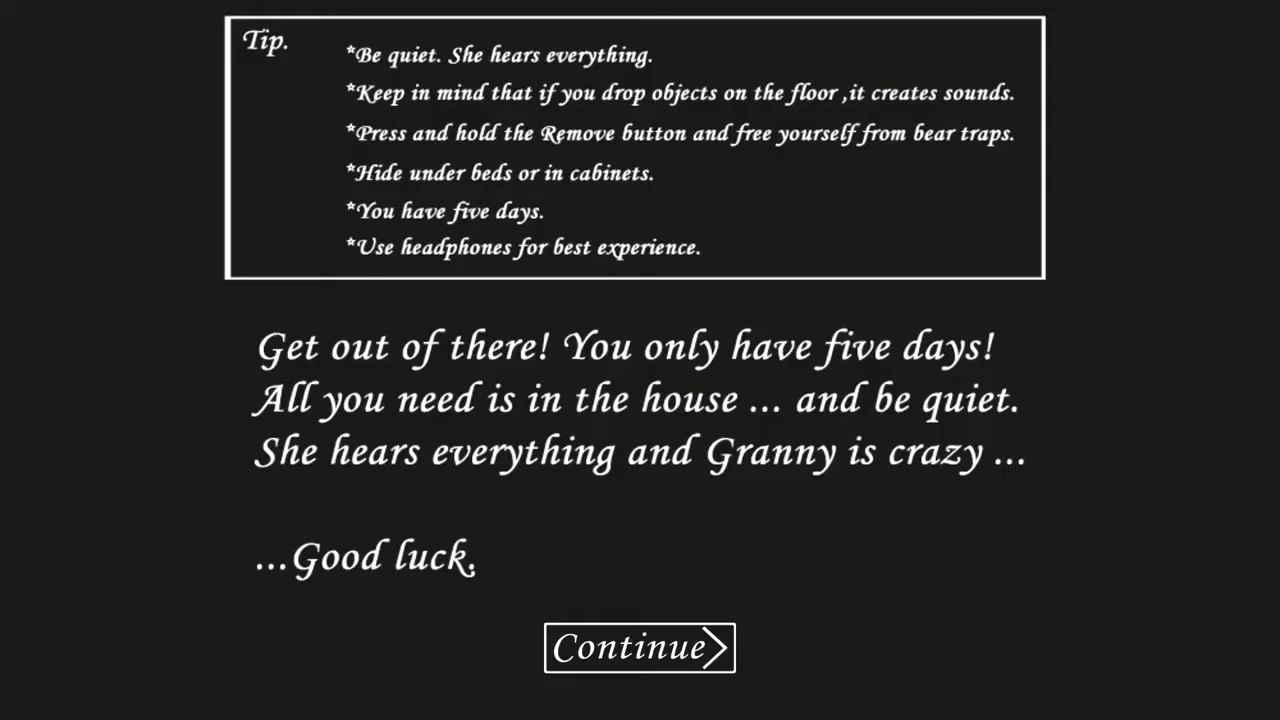 Tip.
*Be quiet. She hears everything.
*Keep in mind that if you drop objects on the floor ,it creates sounds.
*Press and hold the Remove button and free yourself from bear traps.
*Hide under beds or in cabinets.
*You have five days.
*Use headphones for best experience.
Get out of there! You only have five days!
All you need is in the house ... and be quiet.
She hears everything and Granny is crazy ...
...Good luck.
Continue